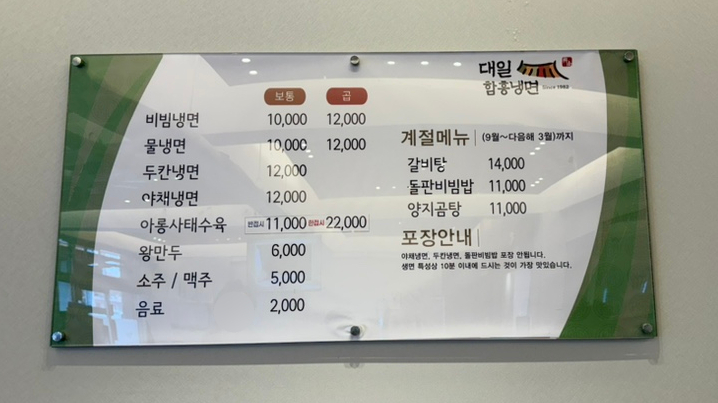 대일
함흥냉면 Since 1962
보통 곱
비빔냉면 10,000 12,000
물냉면 10,000 12,000
두칸냉면 12,000
야채냉면 12,000
아롱사태수육 반접시 11,000 한접시 22,000
왕만두 6,000
소주 / 맥주 5,000
음료 2,000
계절메뉴 (9월~다음해 3월)까지
갈비탕 14,000
돌판비빔밥 11,000
양지곰탕 11,000
포장안내
야채냉면, 두칸냉면, 돌판비빔밥 포장 안됩니다.
생면 특성상 10분 이내에 드시는 것이 가장 맛있습니다.